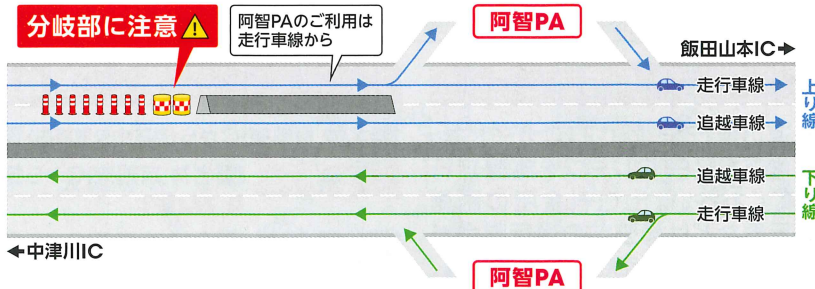 分岐部に注意
阿智PAのご利用は
走行車線から
阿智PA
飯田山本IC→
走行車線
追越車線
上り線
追越車線
走行車線
下り線
←中津川IC
阿智PA